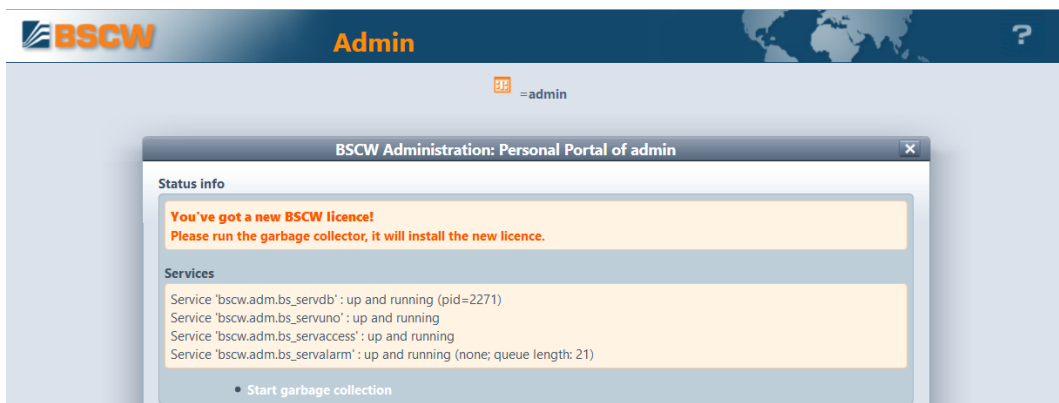 BSCW
Admin
?
=admin
BSCW Administration: Personal Portal of admin
Status info
You've got a new BSCW licence!
Please run the garbage collector, it will install the new licence.
Services
Service 'bscw.adm.bs_servdb' : up and running (pid=2271)
Service 'bscw.adm.bs_servuno' : up and running
Service 'bscw.adm.bs_servaccess' : up and running
Service 'bscw.adm.bs_servalarm' : up and running (none; queue length: 21)
• Start garbage collection